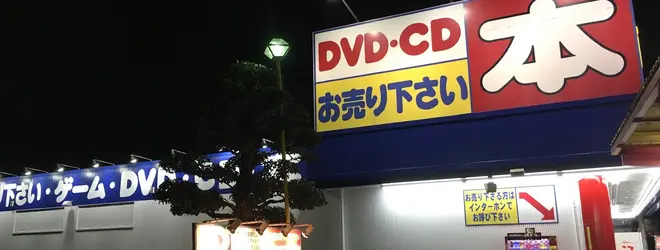 DVD・CD
お売り下さい
本
り下さい・ゲーム・DVD・C
お売り下さる方は
インターホンで
お呼び下さい